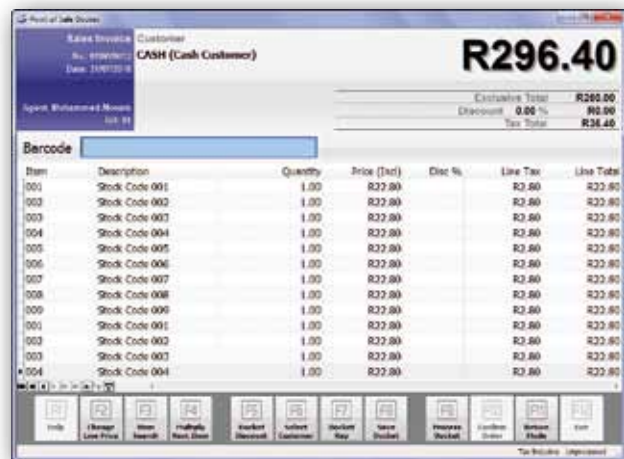 Point of Sale Docket
Sales Invoice
Customer
CASH (Cash Customer)
R296.40
Exclusive Total R260.00
Discount 0.00 % R0.00
Tax Total R36.40
Barcode
Item Description Quantity Price (Incl) Disc % Line Tax Line Total
001 Stock Code 001 1.00 R22.80 R2.80 R22.80
002 Stock Code 002 1.00 R22.80 R2.80 R22.80
003 Stock Code 003 1.00 R22.80 R2.80 R22.80
004 Stock Code 004 1.00 R22.80 R2.80 R22.80
005 Stock Code 005 1.00 R22.80 R2.80 R22.80
006 Stock Code 006 1.00 R22.80 R2.80 R22.80
007 Stock Code 007 1.00 R22.80 R2.80 R22.80
008 Stock Code 008 1.00 R22.80 R2.80 R22.80
009 Stock Code 009 1.00 R22.80 R2.80 R22.80
001 Stock Code 001 1.00 R22.80 R2.80 R22.80
002 Stock Code 002 1.00 R22.80 R2.80 R22.80
003 Stock Code 003 1.00 R22.80 R2.80 R22.80
004 Stock Code 004 1.00 R22.80 R2.80 R22.80
F1 Help
F2 Change Line Price
F3 Item Search
F4 Multiply Next Item
F5 Docket Discount
F6 Select Customer
F7 Docket Key
F8 Save Docket
F9 Process Docket
F10 Confirm Order
F11 Return Mode
F12 Exit
Tax Inclusive Unprocessed